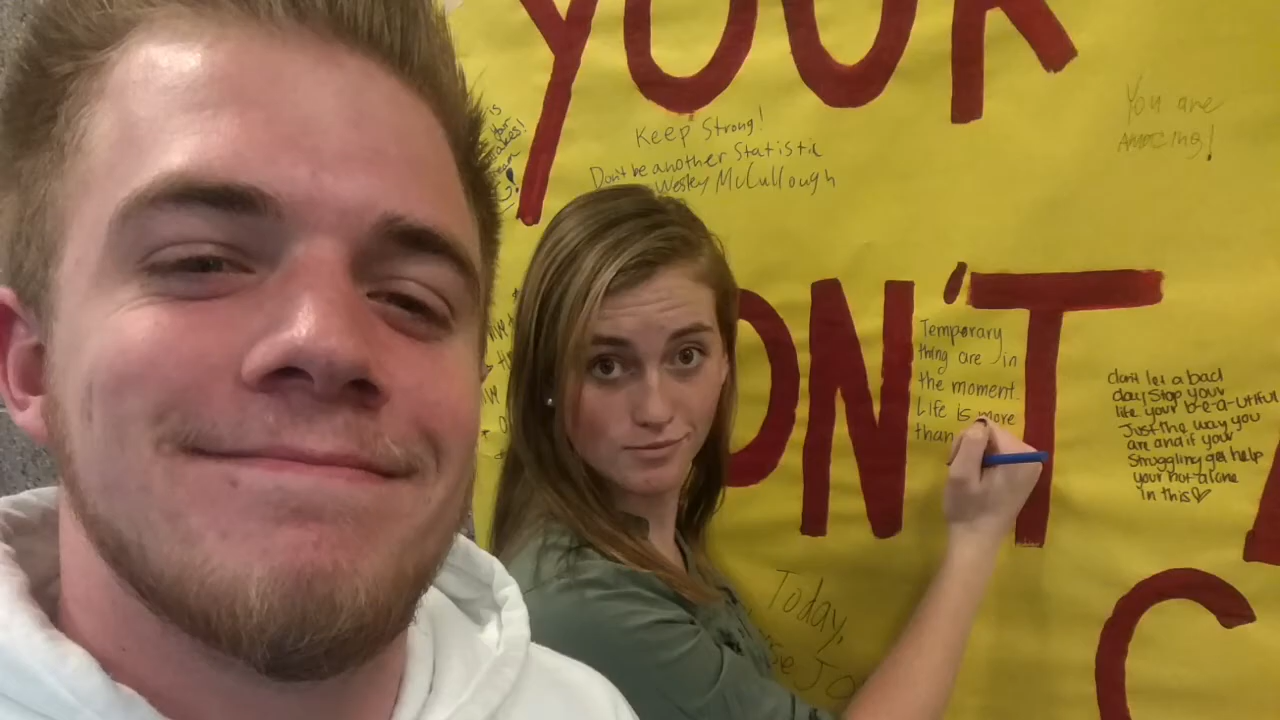 YOUR
is
Keep Strong!
Don't be another Statistic
Wesley McCullough
You are
Amazing!
ON'T
Temporary
thing are in
the moment.
Life is more
than
don't let a bad
day stop your
life your b-e-a-utiful
Just the way you
are and if your
struggling get help
your not alone
in this♡
Today,
Jo
C